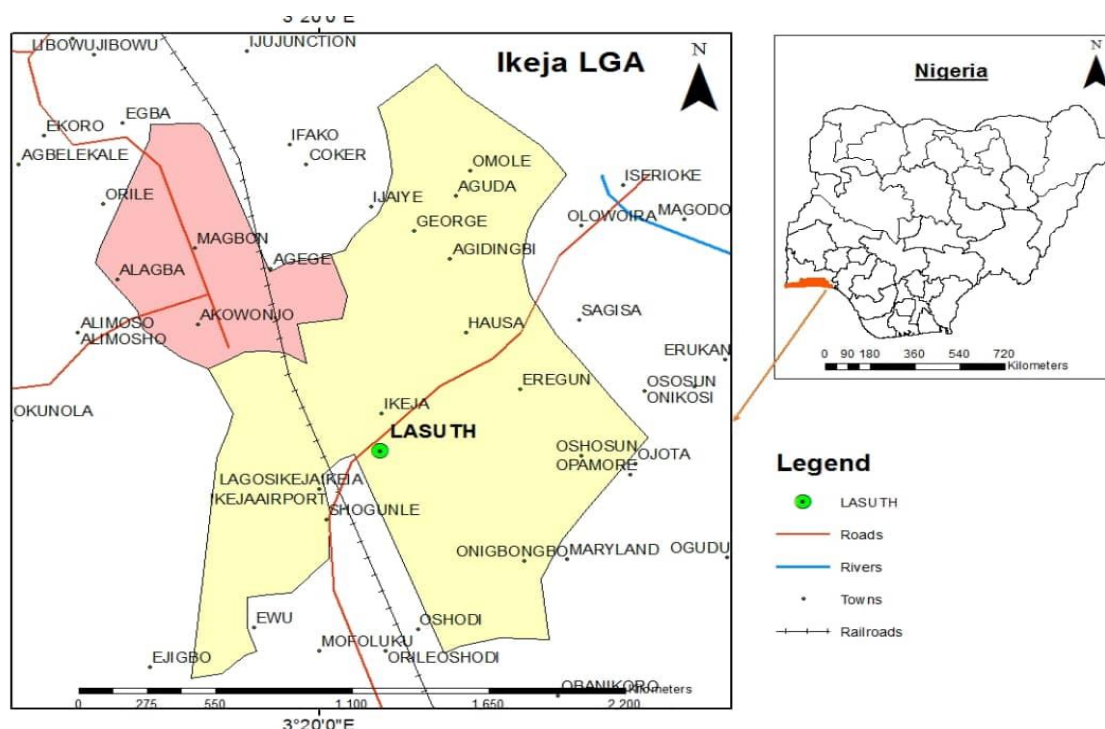 3°20'0"E
LIBOWUJIBOWU
IJUJUNCTION
Ikeja LGA
N
EGBA
EKORO
IFAKO
AGBELEKALE
COKER
OMOLE
ISERIOKE
ORILE
IJAIYE
AGUDA
MAGODO
GEORGE
OLOWOIRA
MAGBON
AGIDINGBI
AGEGE
ALAGBA
SAGISA
ALIMOSO
AKOWONJO
HAUSA
ALIMOSHO
ERUKAN
EREGUN
OSOSUN
ONIKOSI
OKUNOLA
IKEJA
LASUTH
OSHOSUN
OJOTA
OPAMORE
LAGOSIKEJAIKEIA
IKEJAAIRPORT
SHOGUNLE
ONIGBONGBO
MARYLAND
OGUDU
EWU
OSHODI
MOFOLUKU
EJIGBO
ORILEOSHODI
OBANIKORO
Kilometers
0 275 550 1,100 1,650 2,200
3°20'0"E
Nigeria
N
0 90 180 360 540 720
Kilometers
Legend
LASUTH
Roads
Rivers
Towns
Railroads